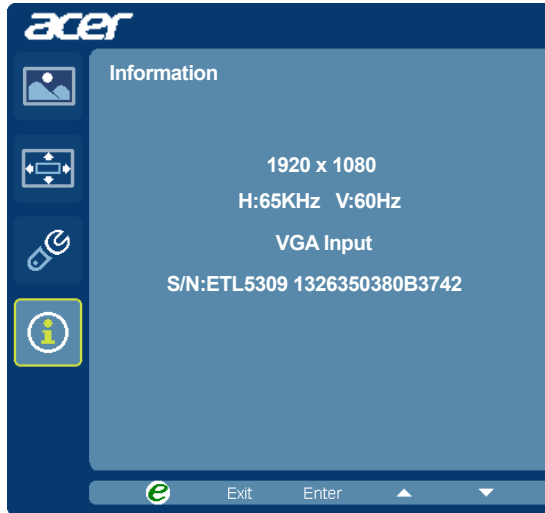 acer
Information
1920 x 1080
H:65KHz V:60Hz
VGA Input
S/N:ETL5309 1326350380B3742
e Exit Enter